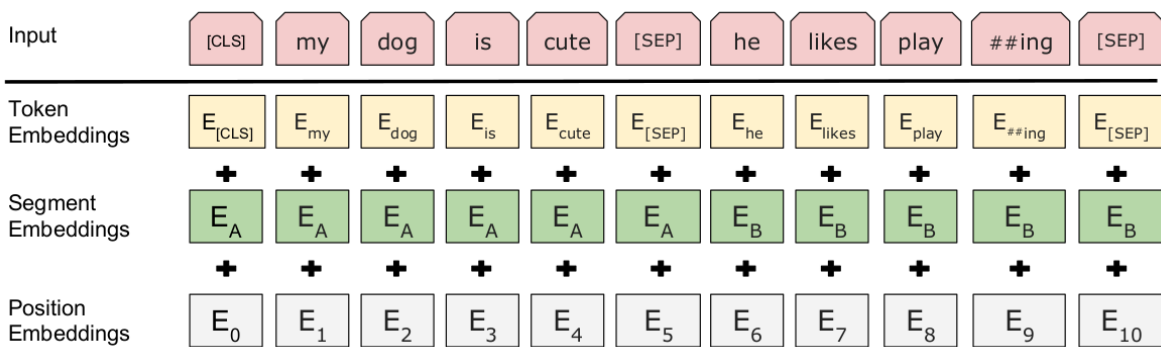 Input [CLS] my dog is cute [SEP] he likes play ##ing [SEP]
Token Embeddings E[CLS] Emy Edog Eis Ecute E[SEP] Ehe Elikes Eplay E##ing E[SEP]
+ + + + + + + + + + +
Segment Embeddings EA EA EA EA EA EA EB EB EB EB EB
+ + + + + + + + + + +
Position Embeddings E0 E1 E2 E3 E4 E5 E6 E7 E8 E9 E10